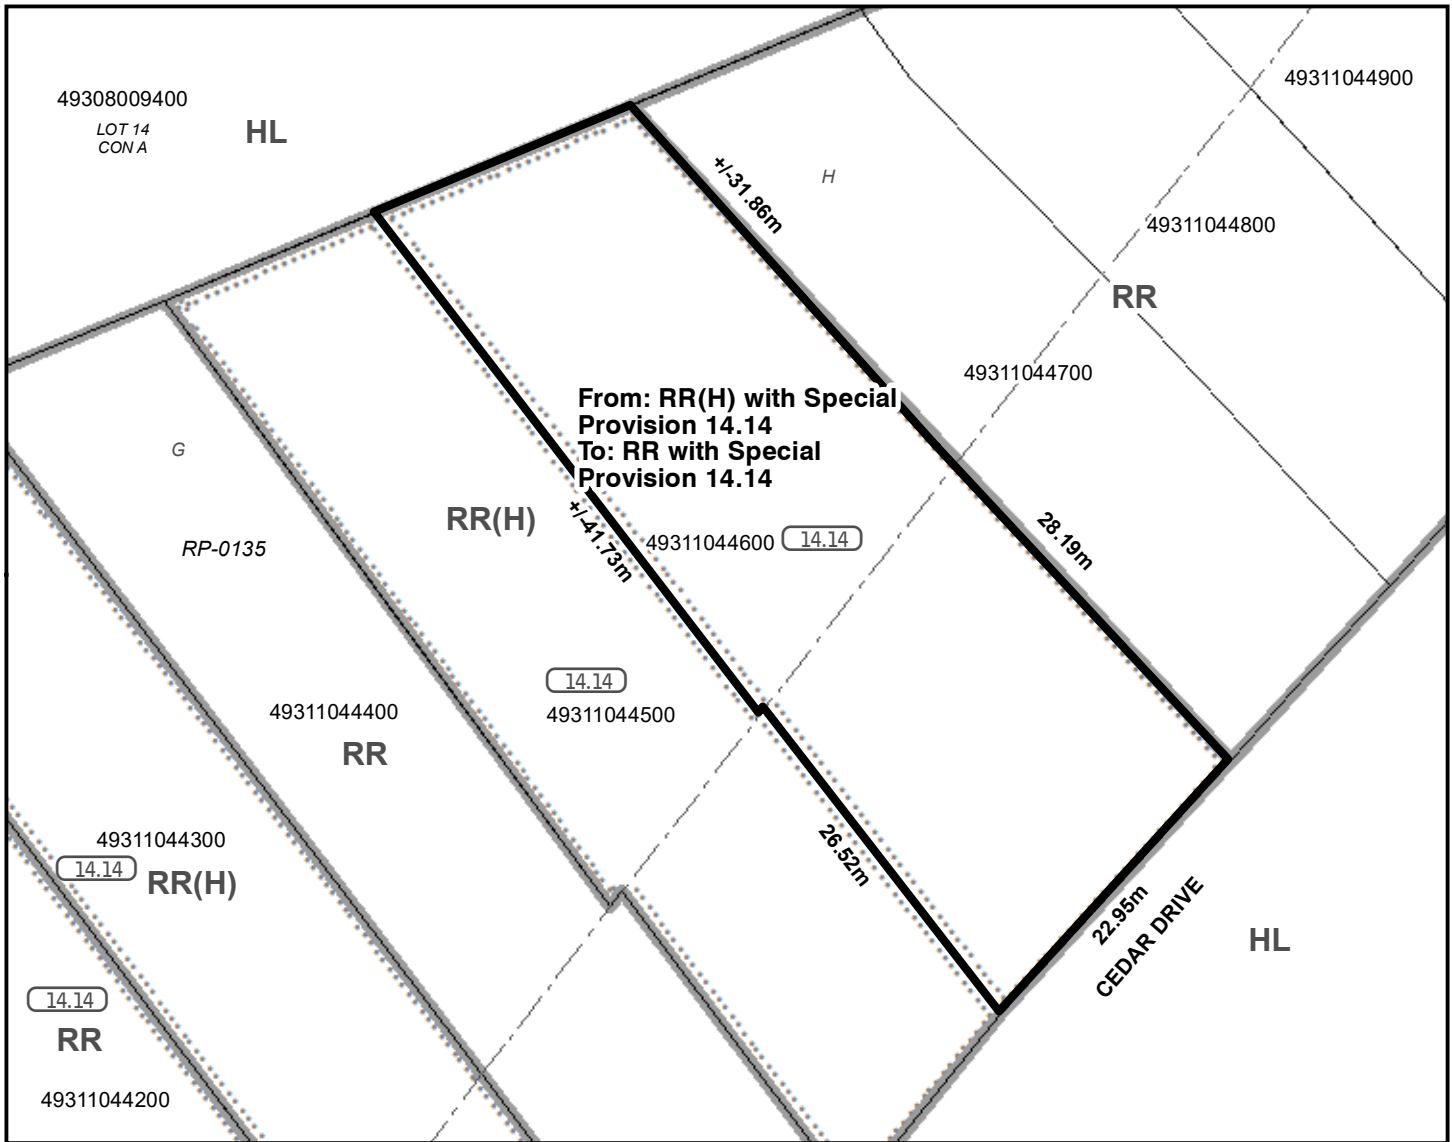 49311044900
49308009400
LOT 14
CON A
HL
H
+/-31.86m
49311044800
RR
49311044700
From: RR(H) with Special
Provision 14.14
To: RR with Special
Provision 14.14
G
RR(H)
+/-41.73m
49311044600
14.14
28.19m
RP-0135
14.14
49311044500
49311044400
RR
49311044300
14.14
RR(H)
26.52m
22.95m
CEDAR DRIVE
HL
14.14
RR
49311044200